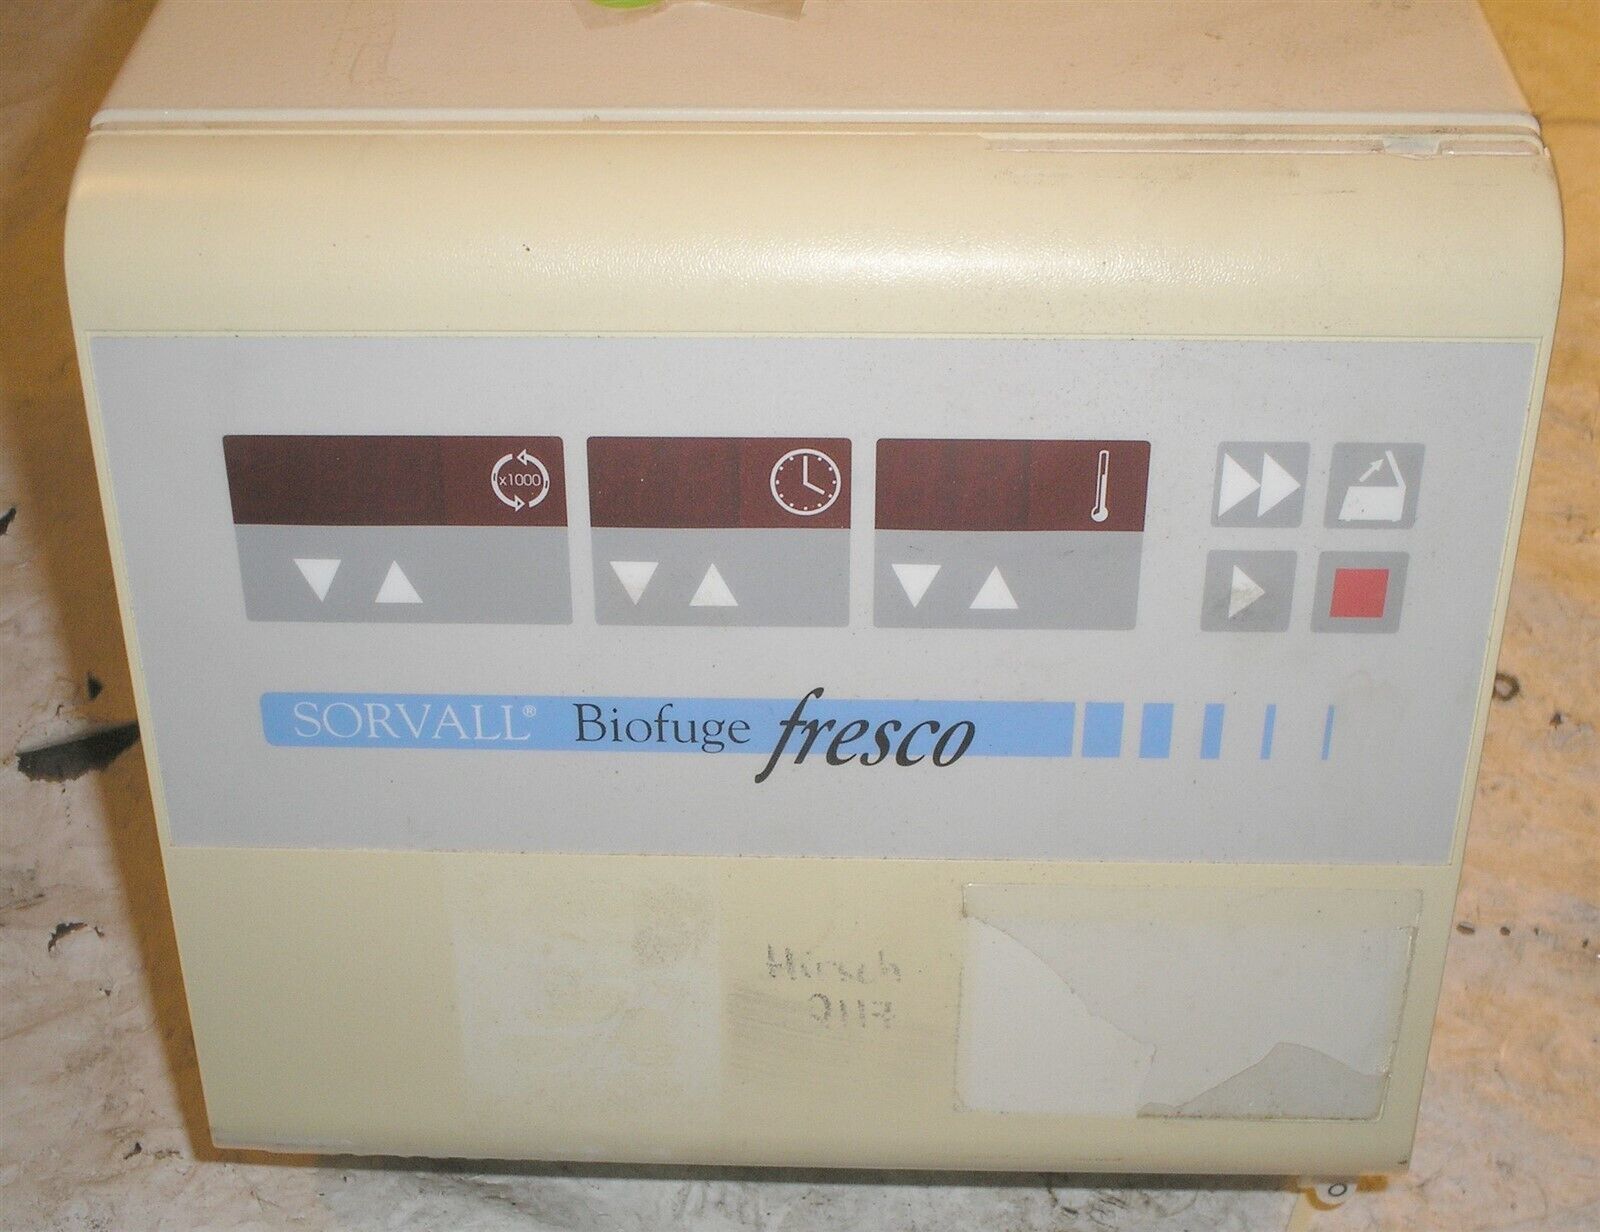 x1000
SORVALL® Biofuge fresco
Hirsch